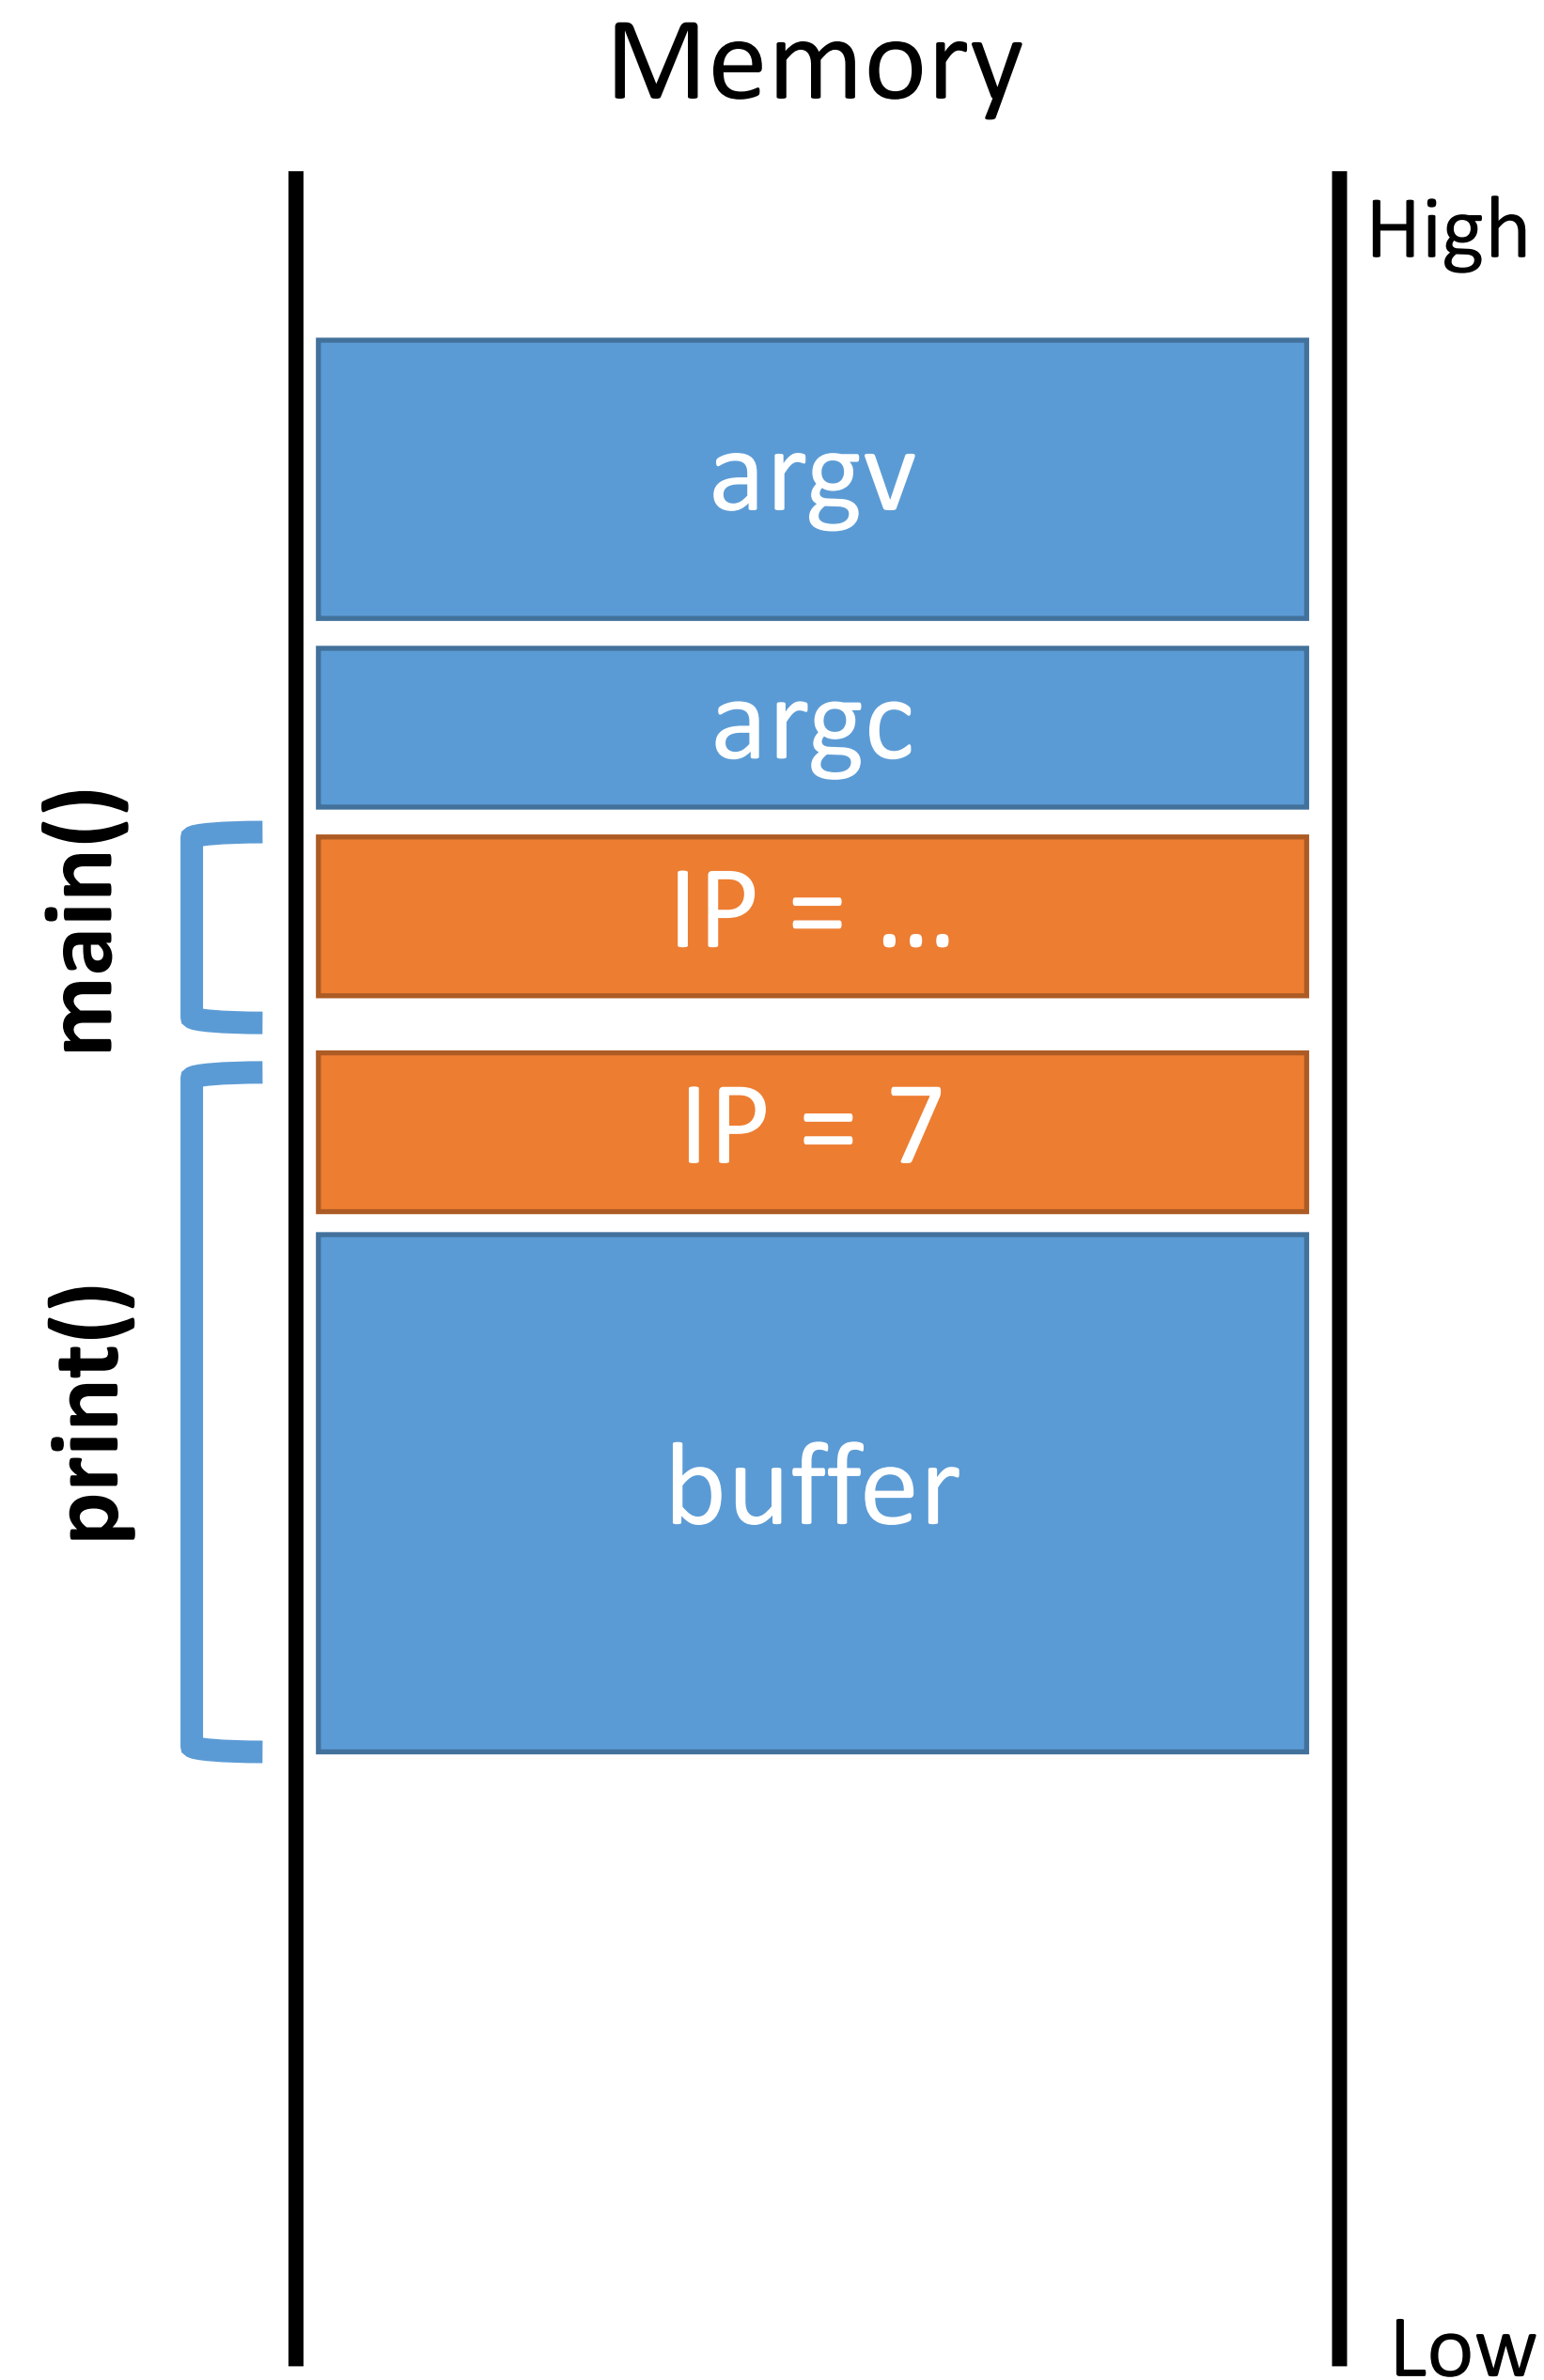 Memory
High
argv
argc
main()
IP = …
IP = 7
print()
buffer
Low